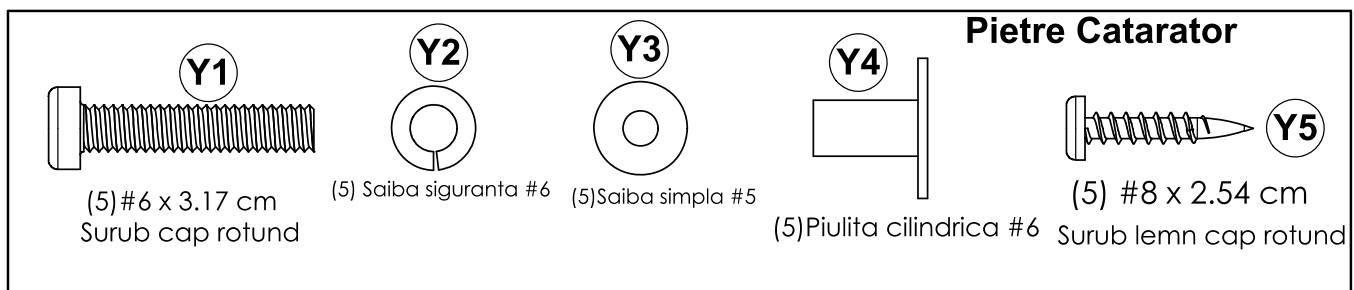 Pietre Catarator
Y1
Y2
Y3
Y4
Y5
(5)#6 x 3.17 cm
Surub cap rotund
(5) Saiba siguranta #6
(5)Saiba simpla #5
(5)Piulita cilindrica #6
(5) #8 x 2.54 cm
Surub lemn cap rotund